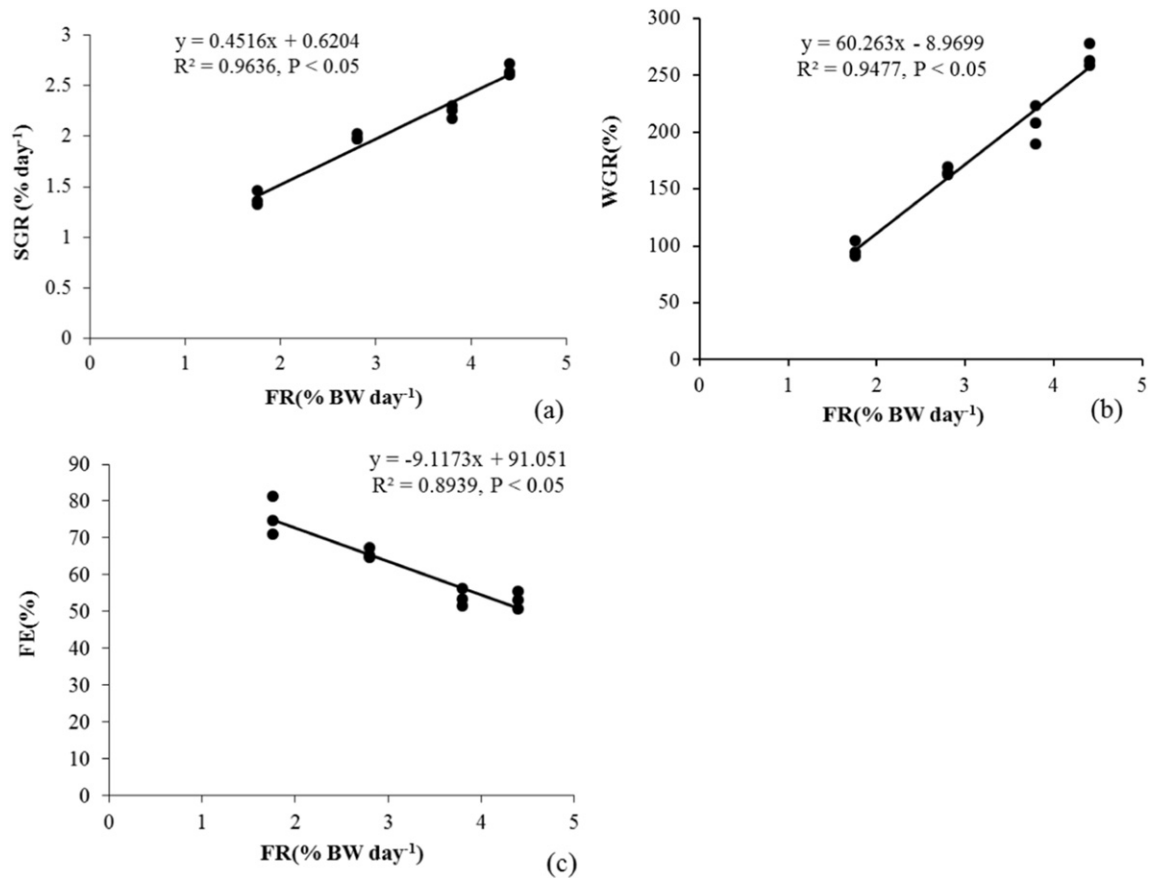 y = 0.4516x + 0.6204
R² = 0.9636, P < 0.05
3
2.5
2
1.5
1
0.5
0
SGR (% day⁻¹)
0 1 2 3 4 5
FR(% BW day⁻¹)
(a)
y = 60.263x - 8.9699
R² = 0.9477, P < 0.05
300
250
200
150
100
50
0
WGR(%)
0 1 2 3 4 5
FR(% BW day⁻¹)
(b)
y = -9.1173x + 91.051
R² = 0.8939, P < 0.05
90
80
70
60
50
40
30
20
10
0
FE(%)
0 1 2 3 4 5
FR(% BW day⁻¹)
(c)